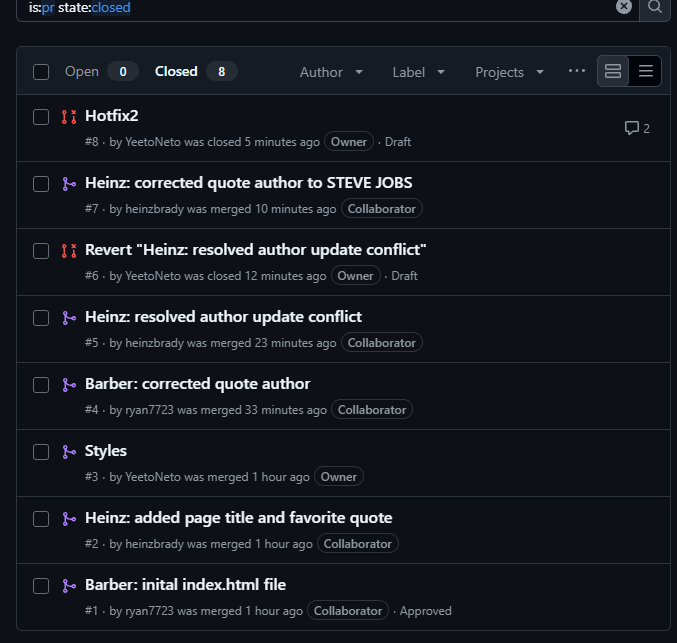 is:pr state:closed
Open 0 Closed 8 Author Label Projects
Hotfix2
#8 · by YeetoNeto was closed 5 minutes ago Owner · Draft
2
Heinz: corrected quote author to STEVE JOBS
#7 · by heinzbrady was merged 10 minutes ago Collaborator
Revert "Heinz: resolved author update conflict"
#6 · by YeetoNeto was closed 12 minutes ago Owner · Draft
Heinz: resolved author update conflict
#5 · by heinzbrady was merged 23 minutes ago Collaborator
Barber: corrected quote author
#4 · by ryan7723 was merged 33 minutes ago Collaborator
Styles
#3 · by YeetoNeto was merged 1 hour ago Owner
Heinz: added page title and favorite quote
#2 · by heinzbrady was merged 1 hour ago Collaborator
Barber: inital index.html file
#1 · by ryan7723 was merged 1 hour ago Collaborator · Approved